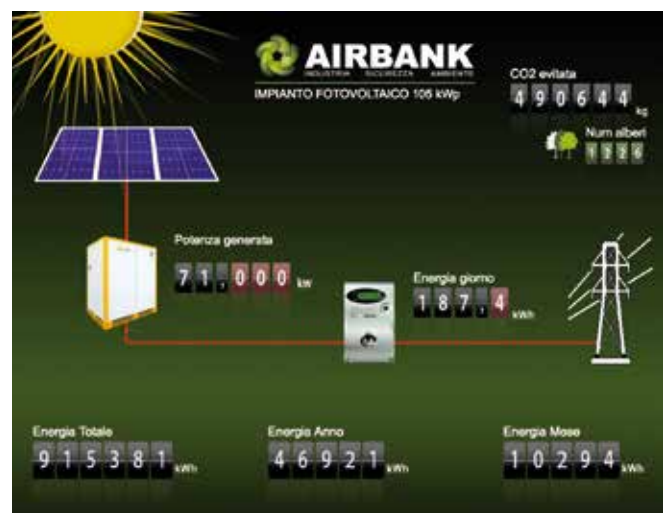 AIRBANK
INDUSTRIA SICUREZZA AMBIENTE
IMPIANTO FOTOVOLTAICO 105 kWp
CO2 evitata
490644 kg
Num alberi
1226
Potenza generata
71,000 kW
Energia giorno
187,4 kWh
Energia Totale
915381 kWh
Energia Anno
46921 kWh
Energia Mese
10294 kWh